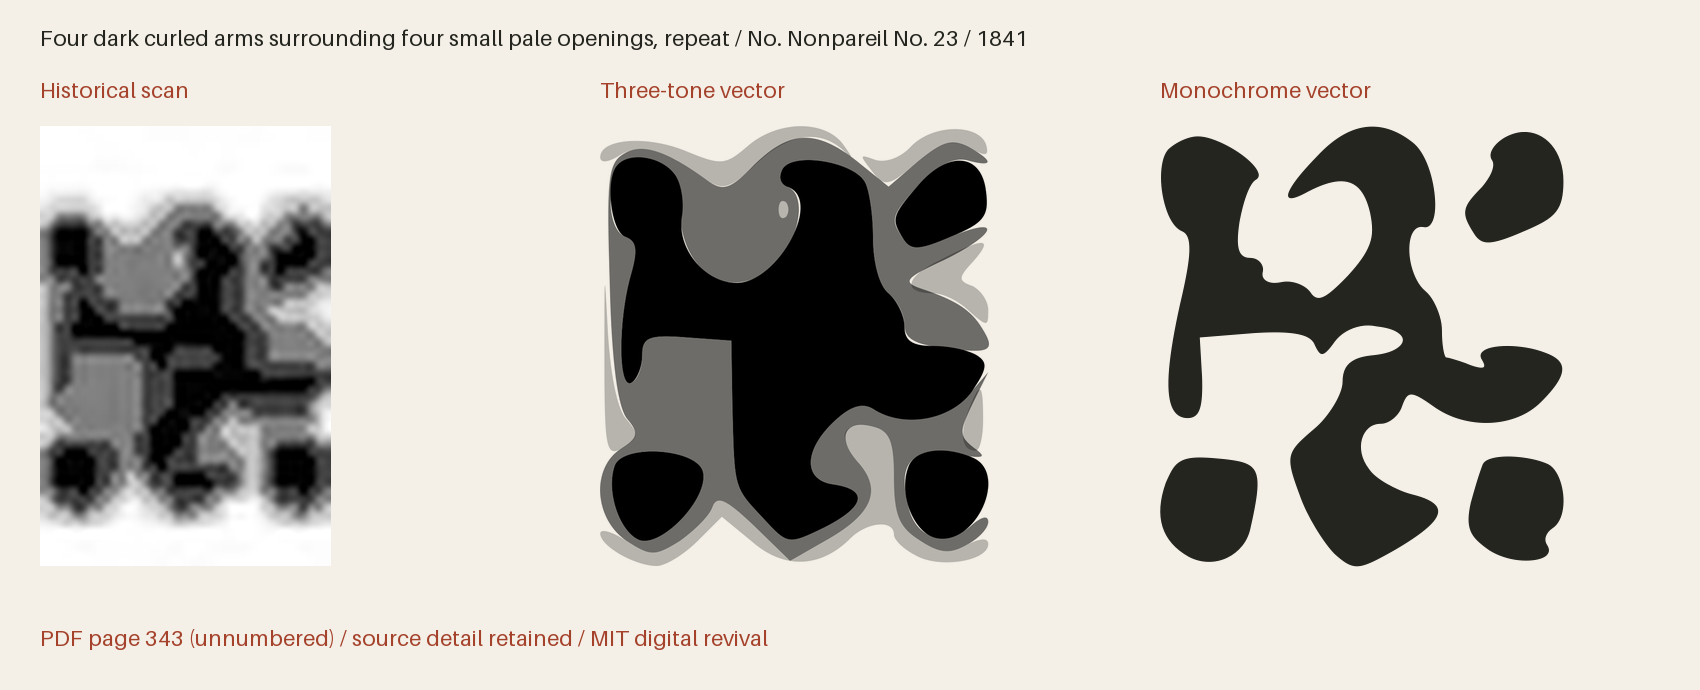 Four dark curled arms surrounding four small pale openings, repeat / No. Nonpareil No. 23 / 1841
Historical scan
Three-tone vector
Monochrome vector
PDF page 343 (unnumbered) / source detail retained / MIT digital revival